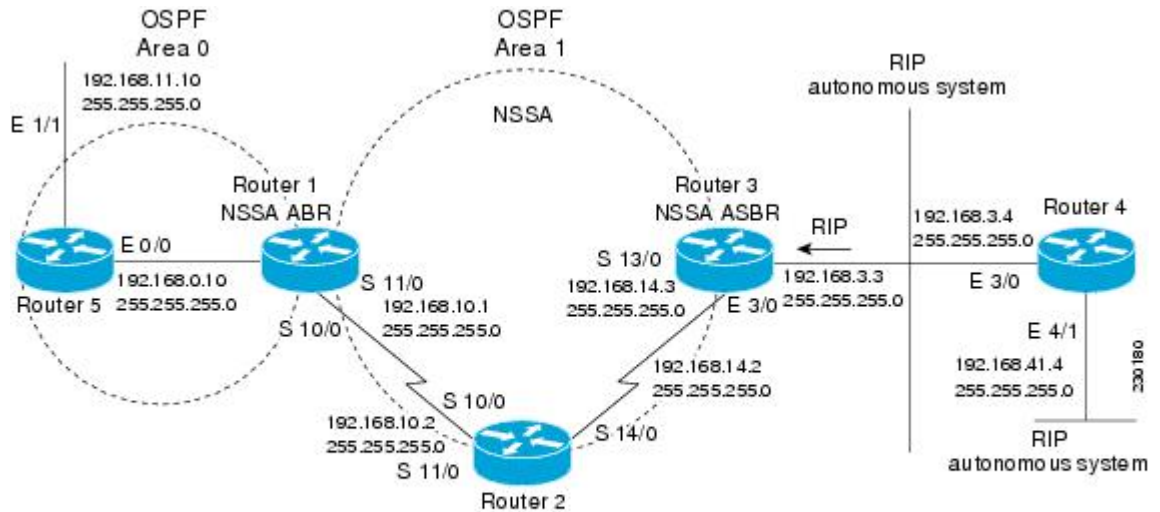 OSPF
Area 0
OSPF
Area 1
RIP
autonomous system
192.168.11.10
255.255.255.0
E 1/1
NSSA
Router 1
NSSA ABR
Router 3
NSSA ASBR
RIP
192.168.3.4
255.255.255.0
Router 4
E 0/0
192.168.0.10
255.255.255.0
Router 5
S 11/0
192.168.10.1
255.255.255.0
S 10/0
S 13/0
192.168.14.3
255.255.255.0
E 3/0
192.168.3.3
255.255.255.0
E 3/0
E 4/1
192.168.41.4
255.255.255.0
230180
192.168.14.2
255.255.255.0
S 10/0
192.168.10.2
255.255.255.0
S 11/0
S 14/0
Router 2
RIP
autonomous system